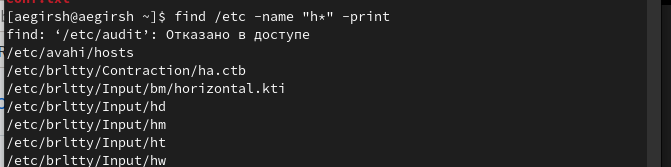 [aegirsh@aegirsh ~]$ find /etc -name "h*" -print
find: ‘/etc/audit’: Отказано в доступе
/etc/avahi/hosts
/etc/brltty/Contraction/ha.ctb
/etc/brltty/Input/bm/horizontal.kti
/etc/brltty/Input/hd
/etc/brltty/Input/hm
/etc/brltty/Input/ht
/etc/brltty/Input/hw